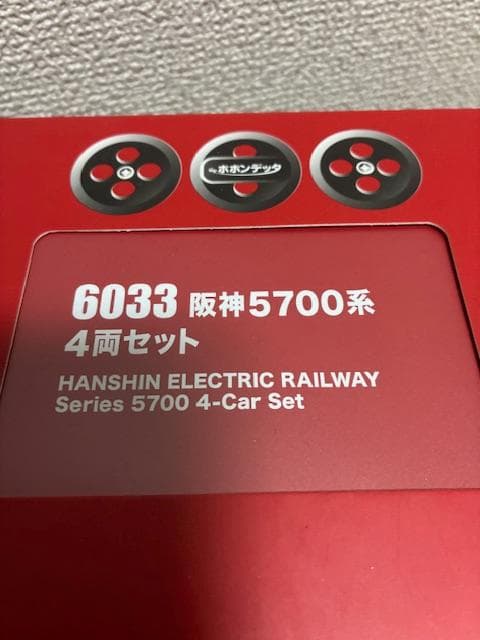 ポポンデッタ
6033 阪神5700系
4両セット
HANSHIN ELECTRIC RAILWAY
Series 5700 4-Car Set